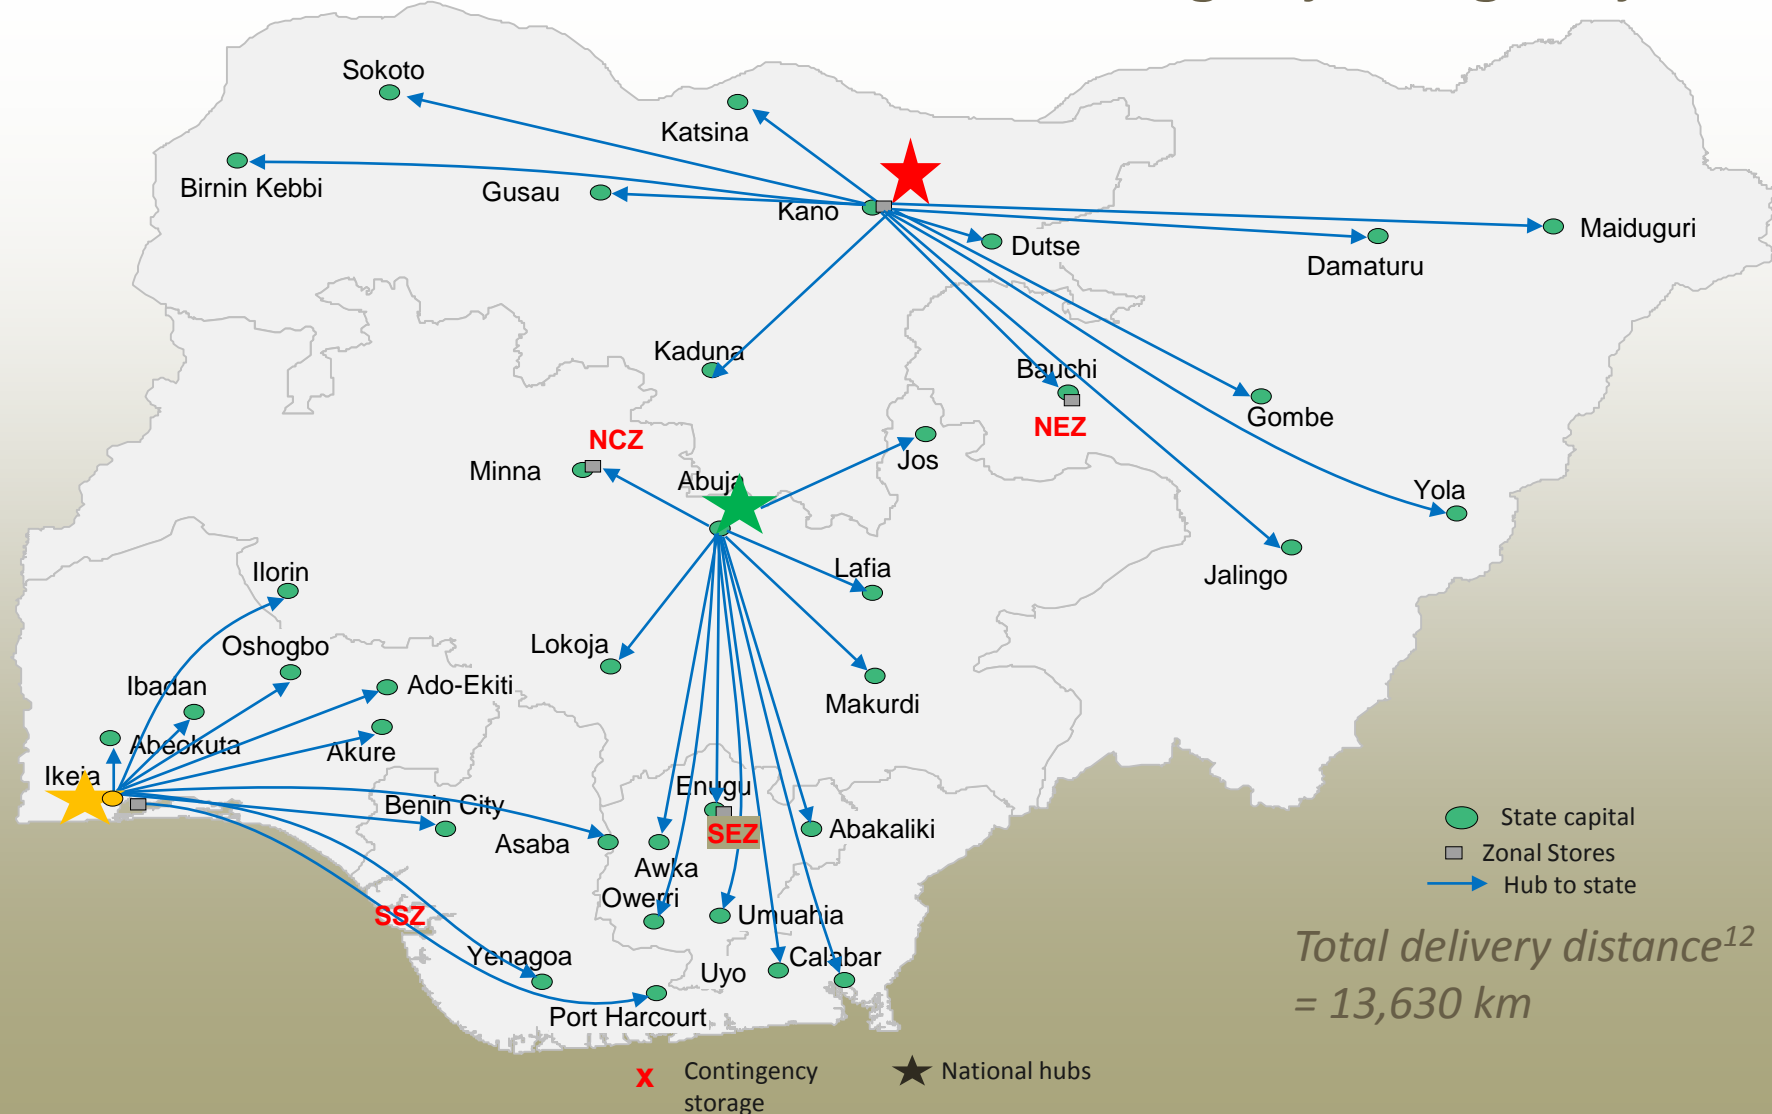 Sokoto
Katsina
Birnin Kebbi
Gusau
Kano
Dutse
Maiduguri
Damaturu
Kaduna
Bauchi
Gombe
NEZ
NCZ
Minna
Jos
Abuja
Yola
Lafia
Jalingo
Ilorin
Lokoja
Oshogbo
Ibadan
Ado-Ekiti
Makurdi
Abeokuta
Akure
Ikeja
Enugu
Benin City
SEZ
Abakaliki
Asaba
Awka
Owerri
Umuahia
SSZ
Yenagoa
Uyo
Calabar
Port Harcourt
State capital
Zonal Stores
Hub to state
Total delivery distance12
= 13,630 km
x Contingency
storage
National hubs